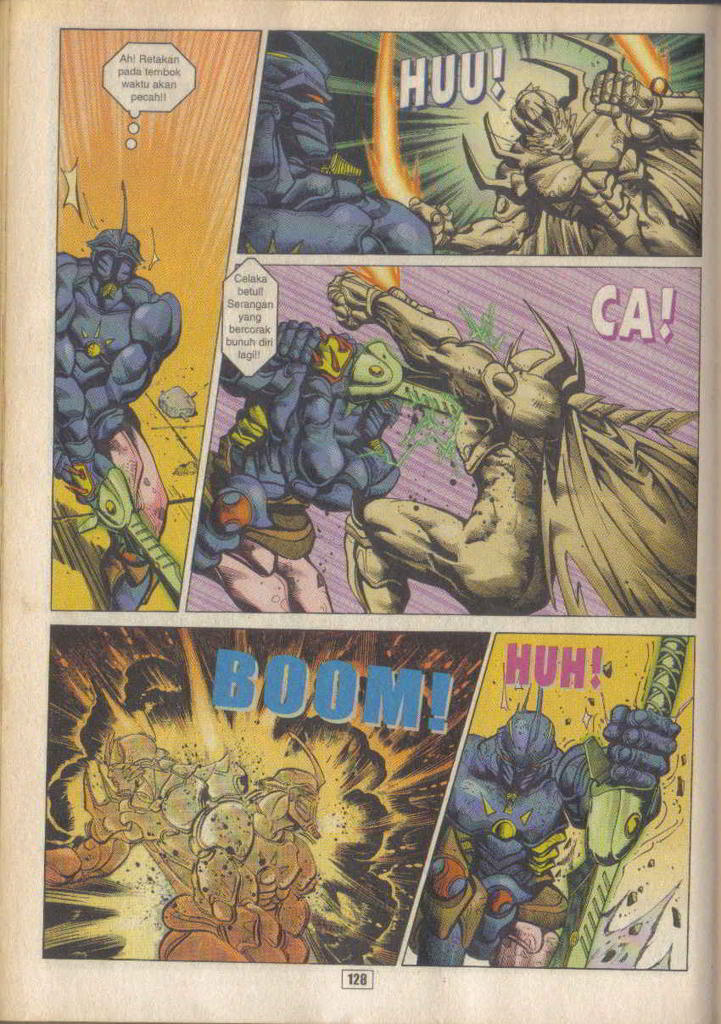 Ah! Retakan
pada tembok
waktu akan
pecah!!
HUU!
Celaka
betul!
Serangan
yang
bercorak
bunuh diri
lagi!!
CA!
BOOM!
HUH!
128